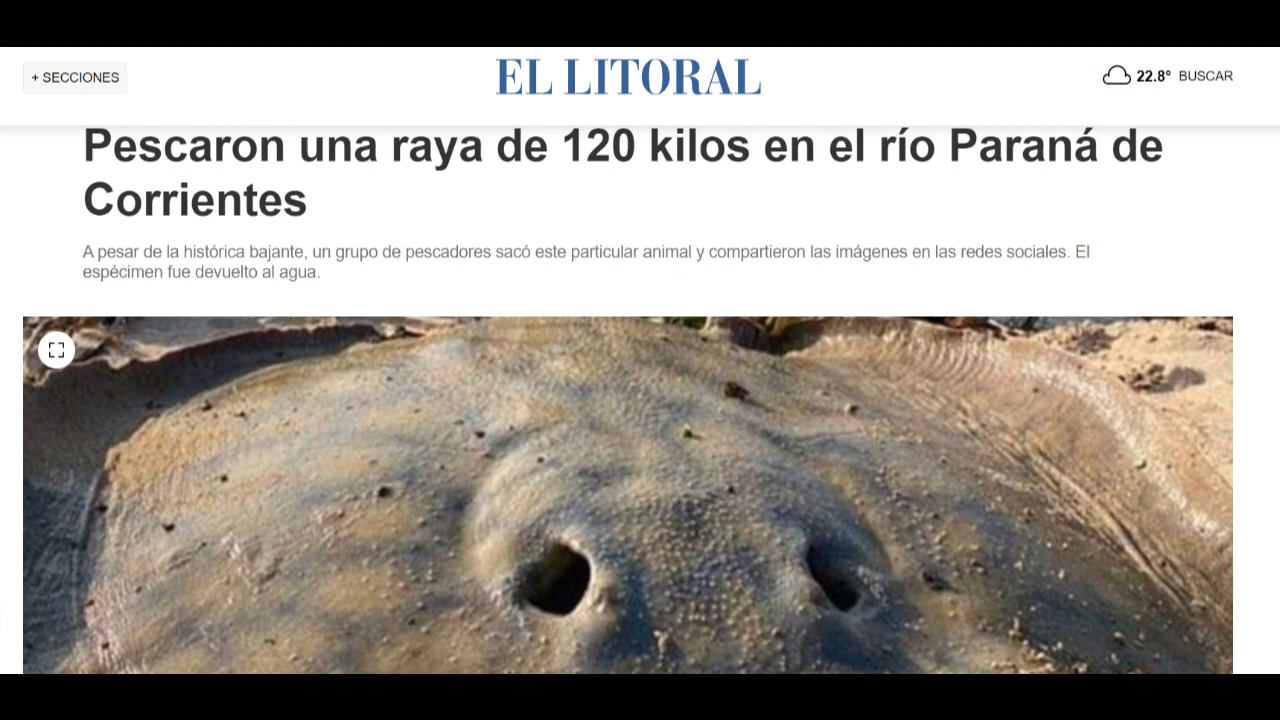 + SECCIONES
EL LITORAL
22.8° BUSCAR
Pescaron una raya de 120 kilos en el río Paraná de
Corrientes
A pesar de la histórica bajante, un grupo de pescadores sacó este particular animal y compartieron las imágenes en las redes sociales. El
espécimen fue devuelto al agua.